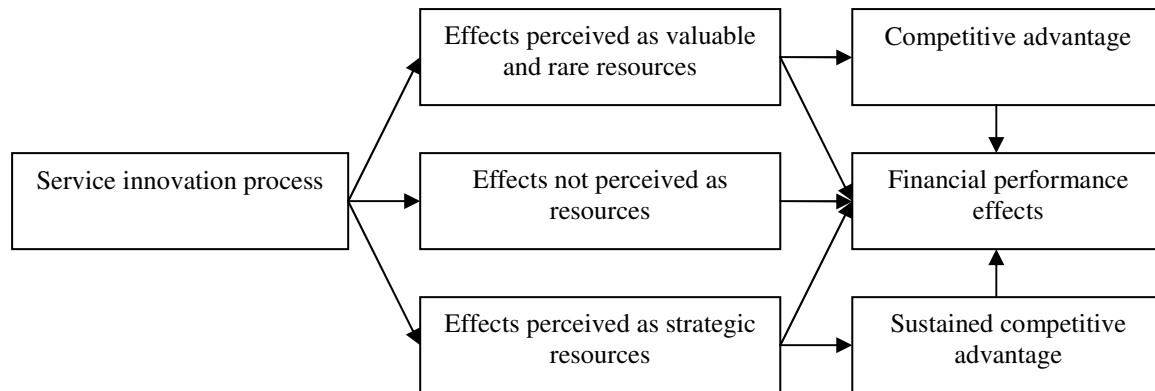 Effects perceived as valuable
and rare resources
Competitive advantage
Service innovation process
Effects not perceived as
resources
Financial performance
effects
Effects perceived as strategic
resources
Sustained competitive
advantage